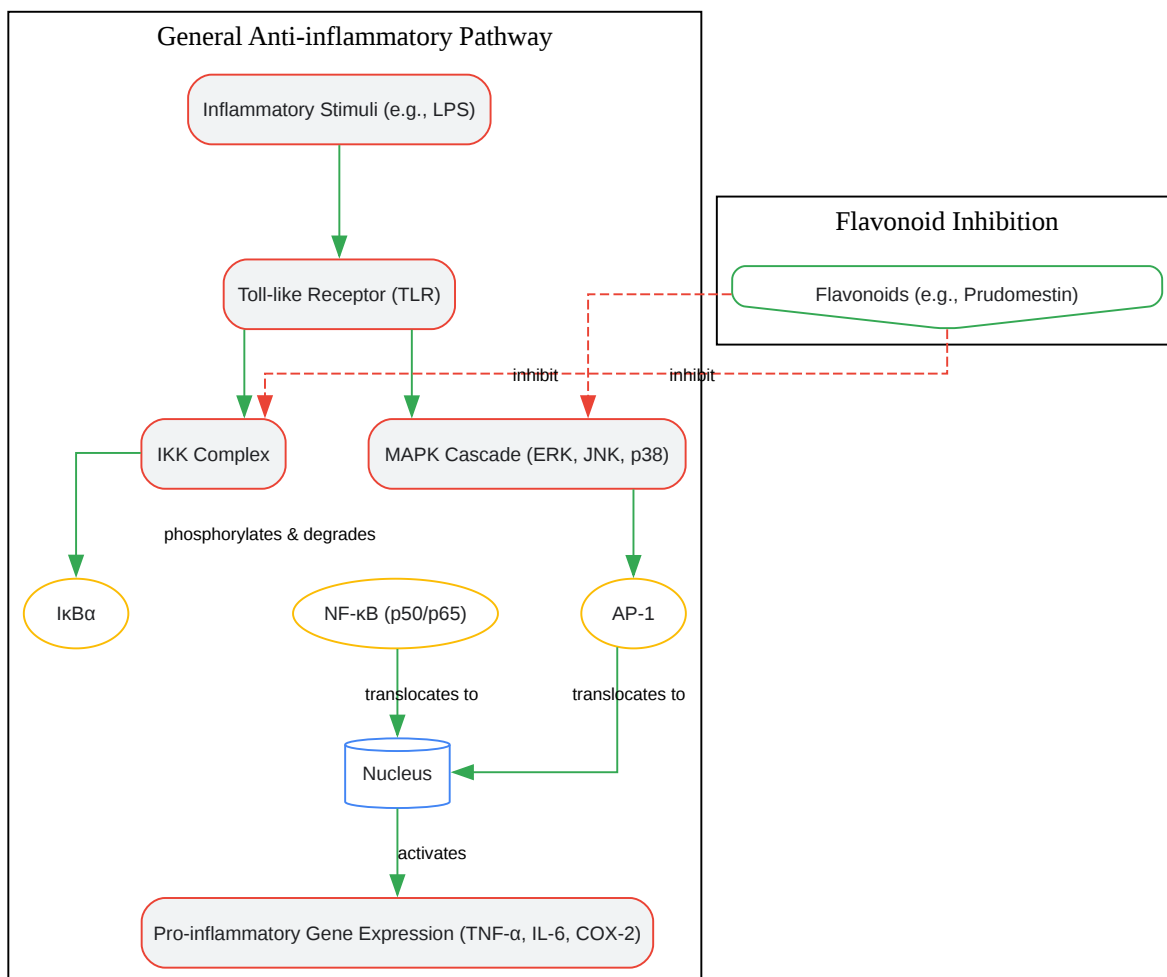 General Anti-inflammatory Pathway
Inflammatory Stimuli (e.g., LPS)
Flavonoid Inhibition
Toll-like Receptor (TLR)
Flavonoids (e.g., Prudomestin)
inhibit
inhibit
IKK Complex
MAPK Cascade (ERK, JNK, p38)
phosphorylates & degrades
IκBα
NF-κB (p50/p65)
AP-1
translocates to
translocates to
Nucleus
activates
Pro-inflammatory Gene Expression (TNF-α, IL-6, COX-2)